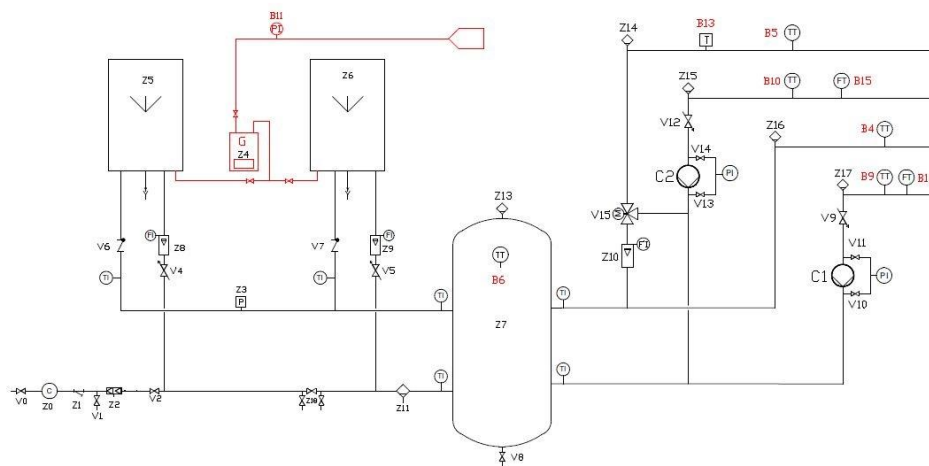 B11
PI
Z14
B13
T
B5
TT
Z5
Z6
Z15
B10
TT
FT
B15
G
Z4
V12
Z16
B4
TT
V14
C2
PI
V13
Z17
B9
TT
FT
B1
Z13
V15
M
V9
V6
FI
Z8
V7
FI
Z9
TT
B6
Z10
FI
V11
C1
PI
V10
TI
V4
TI
V5
Z3
P
TI
TI
Z7
TI
TI
V0
C
Z0
Z1
V1
Z2
V2
Z18
Z11
V8